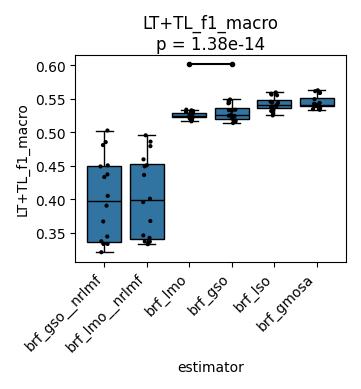 LT+TL_f1_macro
p = 1.38e-14
LT+TL_f1_macro
0.60
0.55
0.50
0.45
0.40
0.35
brf_gso__nrlmf
brf_lmo__nrlmf
brf_lmo
brf_gso
brf_lso
brf_gmosa
estimator